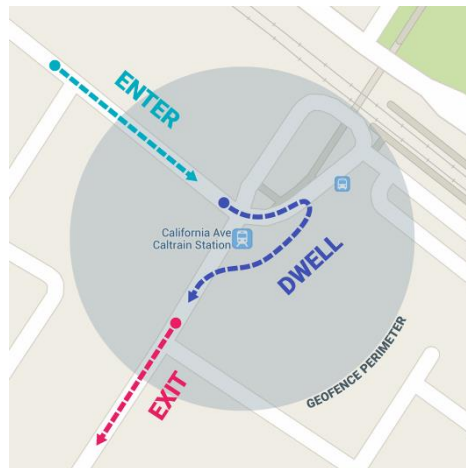 ENTER
California Ave
Caltrain Station
DWELL
GEOFENCE PERIMETER
EXIT